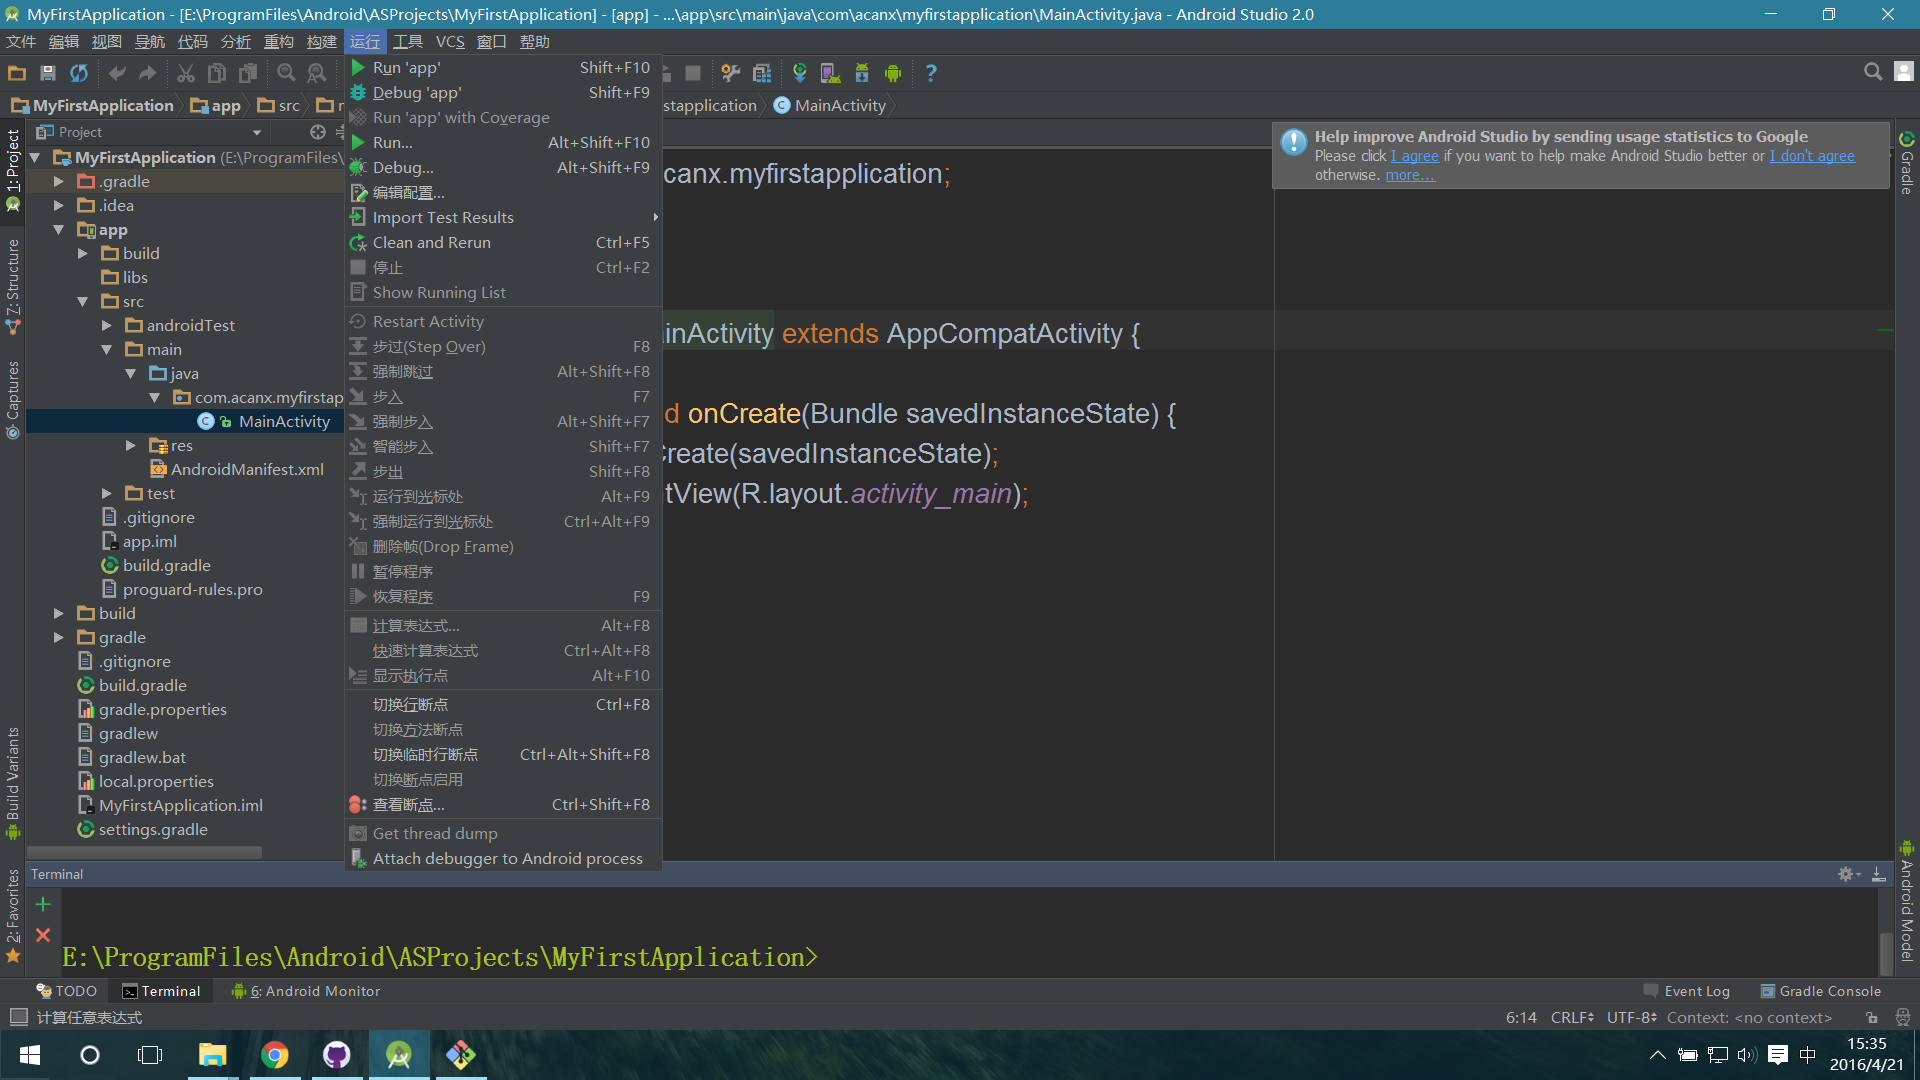 MyFirstApplication - [E:\ProgramFiles\Android\ASProjects\MyFirstApplication] - [app] - ...\app\src\main\java\com\acanx\myfirstapplication\MainActivity.java - Android Studio 2.0
文件 编辑 视图 导航 代码 分析 重构 构建 运行 工具 VCS 窗口 帮助
MyFirstApplication app src
stapplication MainActivity
Project
1: Project
7: Structure
Captures
Build Variants
2: Favorites
MyFirstApplication (E:\ProgramFiles\
.gradle
.idea
app
build
libs
src
androidTest
main
java
com.acanx.myfirstap
MainActivity
res
AndroidManifest.xml
test
.gitignore
app.iml
build.gradle
proguard-rules.pro
build
gradle
.gitignore
build.gradle
gradle.properties
gradlew
gradlew.bat
local.properties
MyFirstApplication.iml
settings.gradle
Run 'app' Shift+F10
Debug 'app' Shift+F9
Run 'app' with Coverage
Run... Alt+Shift+F10
Debug... Alt+Shift+F9
编辑配置...
Import Test Results
Clean and Rerun Ctrl+F5
停止 Ctrl+F2
Show Running List
Restart Activity
步过(Step Over) F8
强制跳过 Alt+Shift+F8
步入 F7
强制步入 Alt+Shift+F7
智能步入 Shift+F7
步出 Shift+F8
运行到光标处 Alt+F9
强制运行到光标处 Ctrl+Alt+F9
删除帧(Drop Frame)
暂停程序
恢复程序 F9
计算表达式... Alt+F8
快速计算表达式 Ctrl+Alt+F8
显示执行点 Alt+F10
切换行断点 Ctrl+F8
切换方法断点
切换临时行断点 Ctrl+Alt+Shift+F8
切换断点启用
查看断点... Ctrl+Shift+F8
Get thread dump
Attach debugger to Android process
acanx.myfirstapplication;
inActivity extends AppCompatActivity {
d onCreate(Bundle savedInstanceState) {
Create(savedInstanceState);
tView(R.layout.activity_main);
Help improve Android Studio by sending usage statistics to Google
Please click I agree if you want to help make Android Studio better or I don't agree
otherwise. more...
Gradle
Android Model
Terminal
E:\ProgramFiles\Android\ASProjects\MyFirstApplication>
TODO Terminal 6: Android Monitor Event Log Gradle Console
计算任意表达式 6:14 CRLF UTF-8 Context: <no context>
中
15:35
2016/4/21